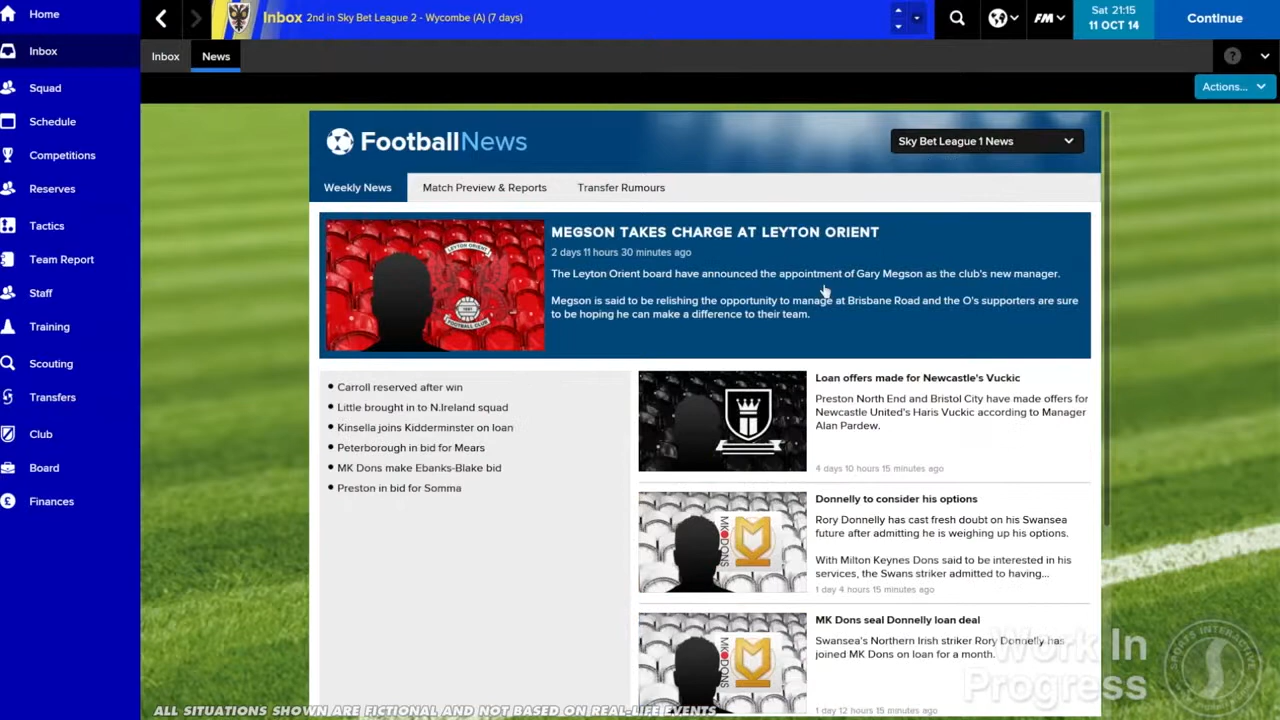 Home
Inbox 2nd in Sky Bet League 2 - Wycombe (A) (7 days)
FM
Sat 21:15
11 OCT 14
Continue
Inbox
Squad
Schedule
Competitions
Reserves
Tactics
Team Report
Staff
Training
Scouting
Transfers
Club
Board
Finances
Inbox
News
?
Actions...
FootballNews
Sky Bet League 1 News
Weekly News
Match Preview & Reports
Transfer Rumours
LEYTON ORIENT
FOOTBALL CLUB
MEGSON TAKES CHARGE AT LEYTON ORIENT
2 days 11 hours 30 minutes ago
The Leyton Orient board have announced the appointment of Gary Megson as the club's new manager.
Megson is said to be relishing the opportunity to manage at Brisbane Road and the O's supporters are sure
to be hoping he can make a difference to their team.
Carroll reserved after win
Little brought in to N.Ireland squad
Kinsella joins Kidderminster on loan
Peterborough in bid for Mears
MK Dons make Ebanks-Blake bid
Preston in bid for Somma
Loan offers made for Newcastle's Vuckic
Preston North End and Bristol City have made offers for
Newcastle United's Haris Vuckic according to Manager
Alan Pardew.
4 days 10 hours 15 minutes ago
MK DONS
Donnelly to consider his options
Rory Donnelly has cast fresh doubt on his Swansea
future after admitting he is weighing up his options.
With Milton Keynes Dons said to be interested in his
services, the Swans striker admitted to having...
1 day 4 hours 15 minutes ago
MK DONS
MK Dons seal Donnelly loan deal
Swansea's Northern Irish striker Rory Donnelly has
joined MK Dons on loan for a month.
1 day 12 hours 15 minutes ago
Work In
Progress
SPORTS INTERACTIVE
ALL SITUATIONS SHOWN ARE FICTIONAL AND NOT BASED ON REAL-LIFE EVENTS